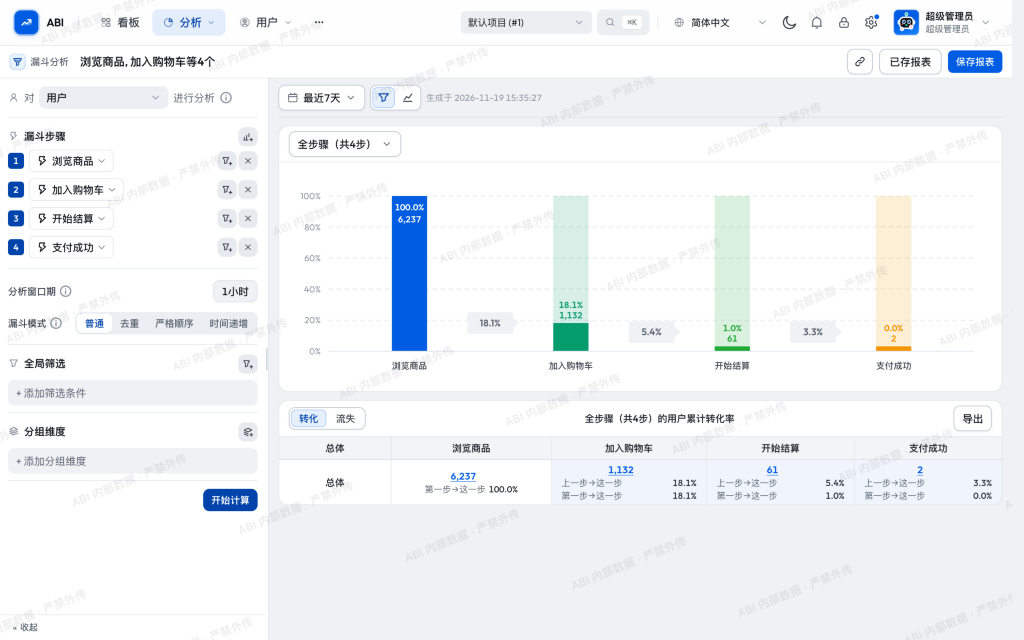 ABI
看板
分析
用户
默认项目 (#1)
⌘K
简体中文
超级管理员
超级管理员
漏斗分析
浏览商品, 加入购物车等4个
已存报表
保存报表
对
用户
进行分析
漏斗步骤
1
浏览商品
2
加入购物车
3
开始结算
4
支付成功
分析窗口期
1小时
漏斗模式
普通
去重
严格顺序
时间递增
全局筛选
+ 添加筛选条件
分组维度
+ 添加分组维度
开始计算
« 收起
最近7天
生成于 2026-11-19 15:35:27
全步骤（共4步）
100%
80%
60%
40%
20%
0%
100.0%
6,237
18.1%
18.1%
1,132
5.4%
1.0%
61
3.3%
0.0%
2
浏览商品
加入购物车
开始结算
支付成功
转化
流失
全步骤（共4步）的用户累计转化率
导出
总体
浏览商品
加入购物车
开始结算
支付成功
总体
6,237
第一步→这一步 100.0%
1,132
上一步→这一步 18.1%
第一步→这一步 18.1%
61
上一步→这一步 5.4%
第一步→这一步 1.0%
2
上一步→这一步 3.3%
第一步→这一步 0.0%
ABI 内部数据 · 严禁外传